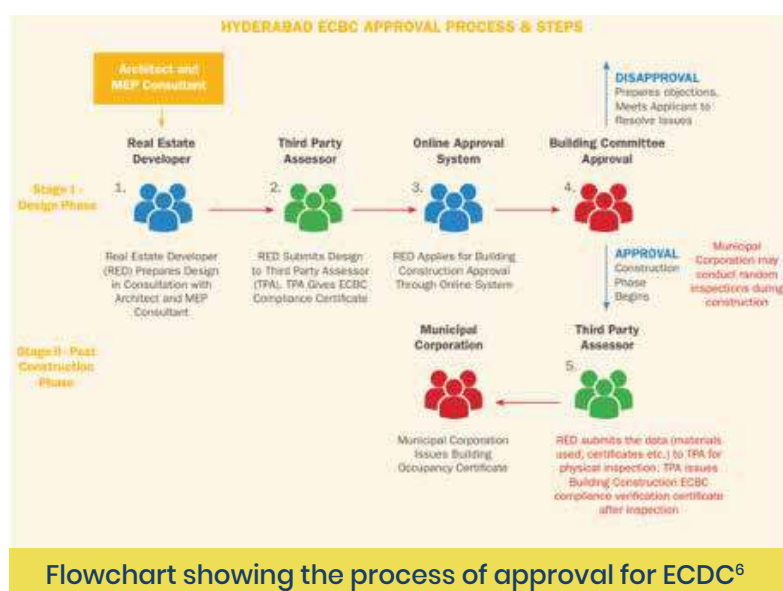 HYDERABAD ECBC APPROVAL PROCESS & STEPS
Architect and
MEP Consultant
DISAPPROVAL
Prepares objections,
Meets Applicant to
Resolve Issues
Real Estate
Developer
Third Party
Assessor
Online Approval
System
Building Committee
Approval
Stage I -
Design Phase
1.
2.
3.
4.
Real Estate Developer
(RED) Prepares Design
in Consultation with
Architect and MEP
Consultant
RED Submits Design
to Third Party Assessor
(TPA). TPA Gives ECBC
Compliance Certificate
RED Applies for Building
Construction Approval
Through Online System
APPROVAL
Construction
Phase
Begins
Municipal
Corporation may
conduct random
inspections during
construction
Stage II - Post
Construction
Phase
Municipal
Corporation
Third Party
Assessor
5.
Municipal Corporation
Issues Building
Occupancy Certificate
RED submits the data (materials
used, certificates etc.) to TPA for
physical inspection. TPA issues
Building Construction ECBC
compliance verification certificate
after inspection
Flowchart showing the process of approval for ECDC⁶